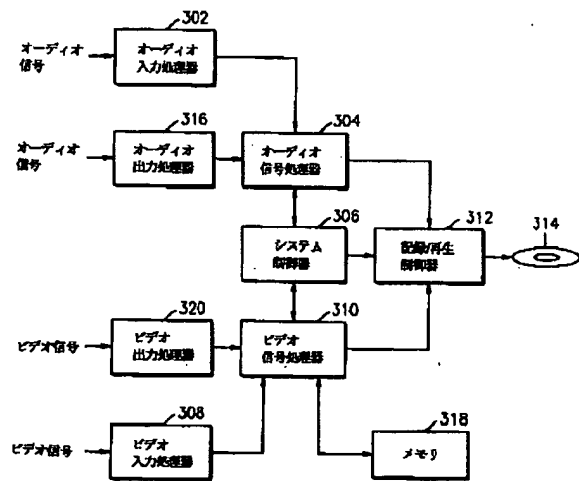 302
オーディオ
信号
オーディオ
入力処理器
316
304
オーディオ
信号
オーディオ
出力処理器
オーディオ
信号処理器
306
312
314
システム
制御器
記録/再生
制御器
320
310
ビデオ信号
ビデオ
出力処理器
ビデオ
信号処理器
308
318
ビデオ信号
ビデオ
入力処理器
メモリ